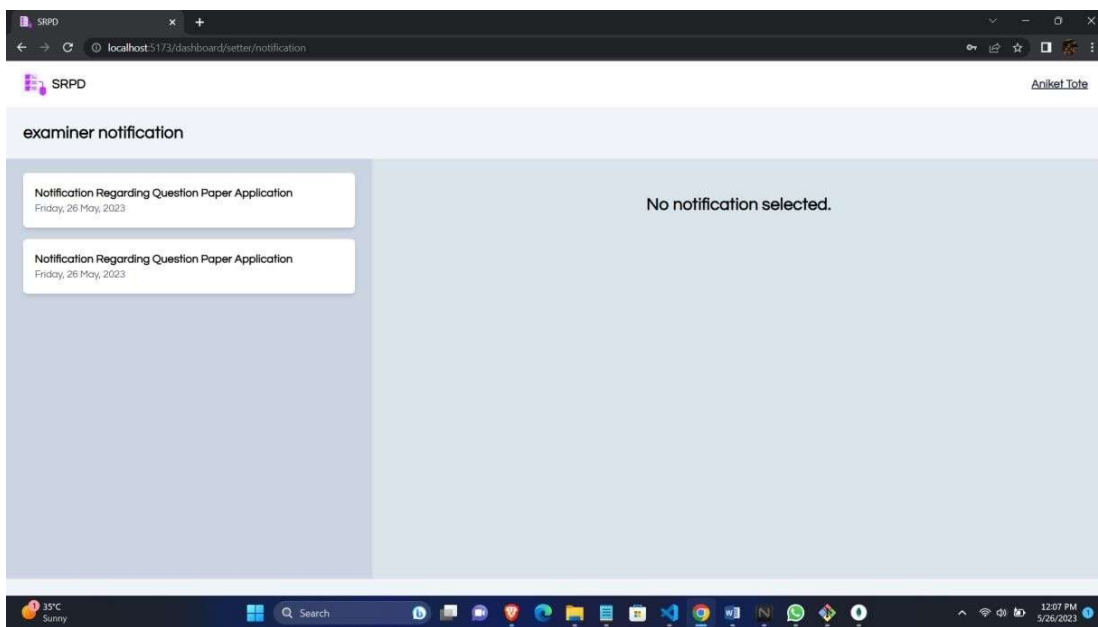 SRPD
localhost:5173/dashboard/setter/notification
SRPD
Aniket Tote
examiner notification
Notification Regarding Question Paper Application
Friday, 26 May, 2023
No notification selected.
Notification Regarding Question Paper Application
Friday, 26 May, 2023
1
35°C
Sunny
Search
12:07 PM
5/26/2023
1